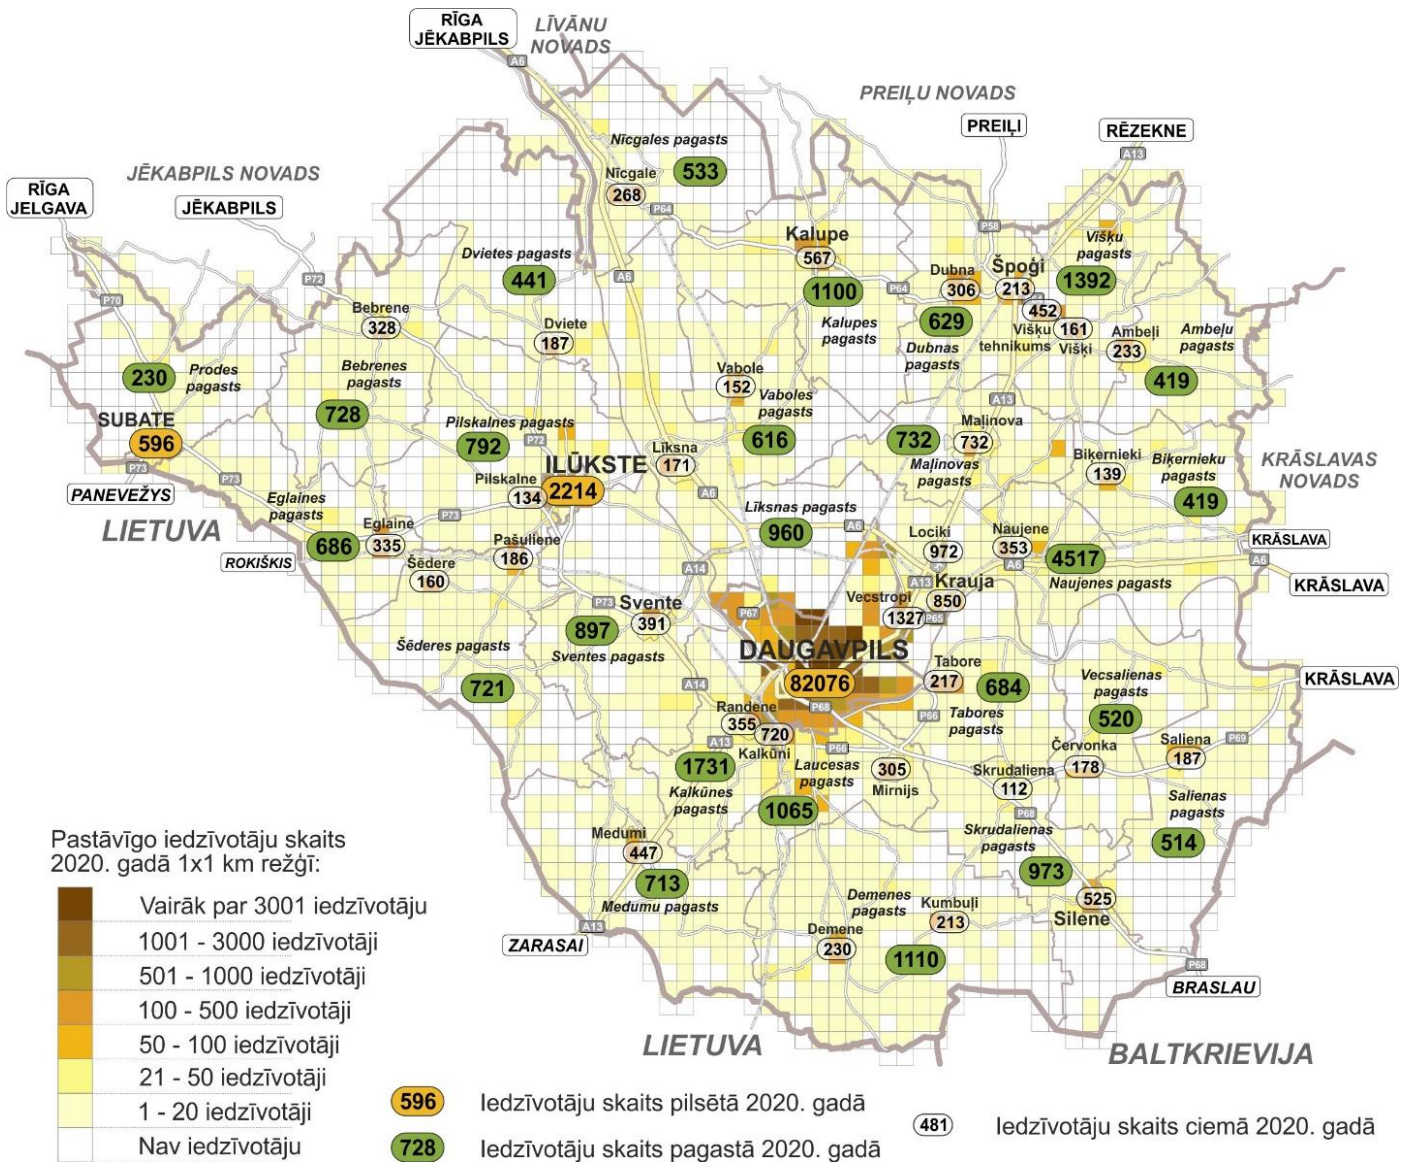 RĪGA
JĒKABPILS
LĪVĀNU
NOVADS
A6
PREIĻU NOVADS
PREIĻI
RĒZEKNE
A13
Nīcgales pagasts
533
Nīcgale
268
P64
JĒKABPILS NOVADS
RĪGA
JELGAVA
JĒKABPILS
P58
Kalupe
567
Višķu
pagasts
1392
Dvietes pagasts
441
A6
P72
P70
Dubna
306
Špoģi
213
P64
1100
Kalupes
pagasts
629
Dubnas
pagasts
452
Višķu
tehnikums
161
Višķi
Ambeļi
233
Ambeļu
pagasts
419
Bebrene
328
Dviete
187
Prodes
pagasts
230
Bebrenes
pagasts
728
Vabole
152
Vaboles
pagasts
616
A13
SUBATE
596
Pilskalnes pagasts
792
P72
732
Maļinova
732
Maļinovas
pagasts
Līksna
171
Biķernieki
139
Biķernieku
pagasts
419
KRĀSLAVAS
NOVADS
P73
PANEVEŽYS
P73
ILŪKSTE
2214
Pilskalne
134
A6
LIETUVA
Eglaines
pagasts
686
Eglaine
335
P73
Līksnas pagasts
960
A6
Lociki
972
Naujene
353
4517
Naujenes pagasts
A6
KRĀSLAVA
A6
KRĀSLAVA
ROKIŠKIS
Šēdere
160
Pašuliene
186
A14
A13
Krauja
850
Vecstropi
1327
P65
P73
Svente
391
P67
897
Sventes pagasts
DAUGAVPILS
82076
Šēderes pagasts
721
A14
Tabore
217
684
Tabores
pagasts
Vecsalienas
pagasts
520
KRĀSLAVA
P68
P66
Randene
355
720
Kalkūni
A13
P66
1731
Kalkūnes
pagasts
Laucesas
pagasts
1065
305
Mirnijs
Skrudaliena
112
Červonka
178
Saliena
187
P69
P68
Salienas
pagasts
514
Skrudalienas
pagasts
973
Medumi
447
713
Medumu pagasts
A13
ZARASAI
Demenes
pagasts
Kumbuļi
213
Demene
230
1110
525
Silene
P68
BRASLAU
LIETUVA
BALTKRIEVIJA
Pastāvīgo iedzīvotāju skaits
2020. gadā 1x1 km režģī:
Vairāk par 3001 iedzīvotāju
1001 - 3000 iedzīvotāji
501 - 1000 iedzīvotāji
100 - 500 iedzīvotāji
50 - 100 iedzīvotāji
21 - 50 iedzīvotāji
1 - 20 iedzīvotāji
Nav iedzīvotāju
596 Iedzīvotāju skaits pilsētā 2020. gadā
728 Iedzīvotāju skaits pagastā 2020. gadā
481 Iedzīvotāju skaits ciemā 2020. gadā